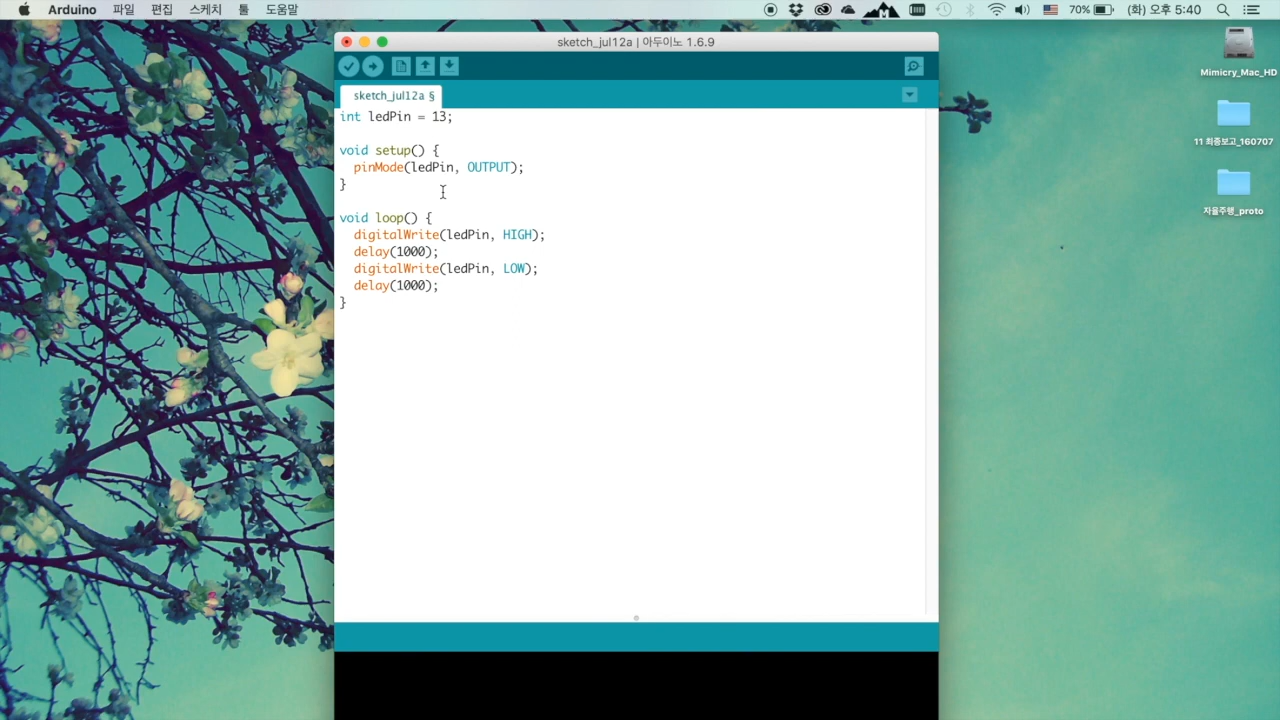 Arduino 파일 편집 스케치 툴 도움말
70% (화) 오후 5:40
sketch_jul12a | 아두이노 1.6.9
sketch_jul12a §
int ledPin = 13;
void setup() {
pinMode(ledPin, OUTPUT);
}
void loop() {
digitalWrite(ledPin, HIGH);
delay(1000);
digitalWrite(ledPin, LOW);
delay(1000);
}
Mimicry_Mac_HD
11 최종보고_160707
자율주행_proto